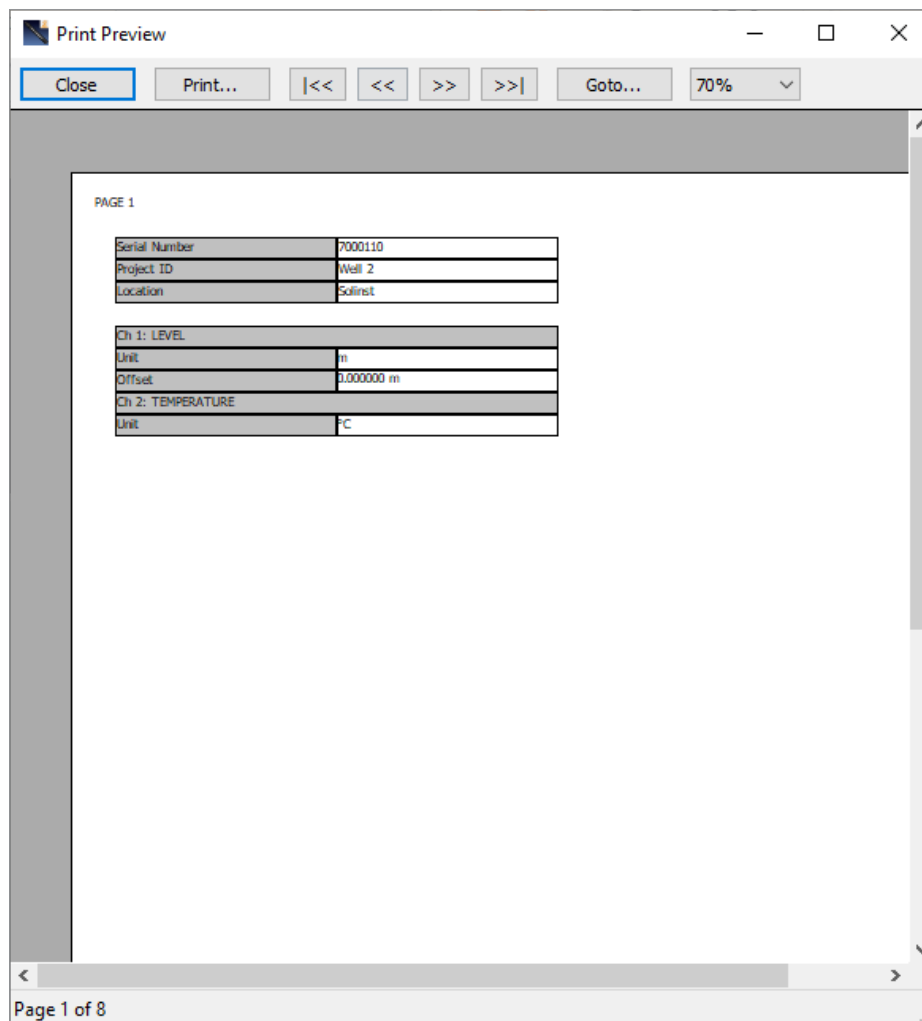 Print Preview
Close Print... |<< << >> >>| Goto... 70%
PAGE 1
Serial Number 7000110
Project ID Well 2
Location Solinst
Ch 1: LEVEL
Unit m
Offset 0.000000 m
Ch 2: TEMPERATURE
Unit °C
Page 1 of 8